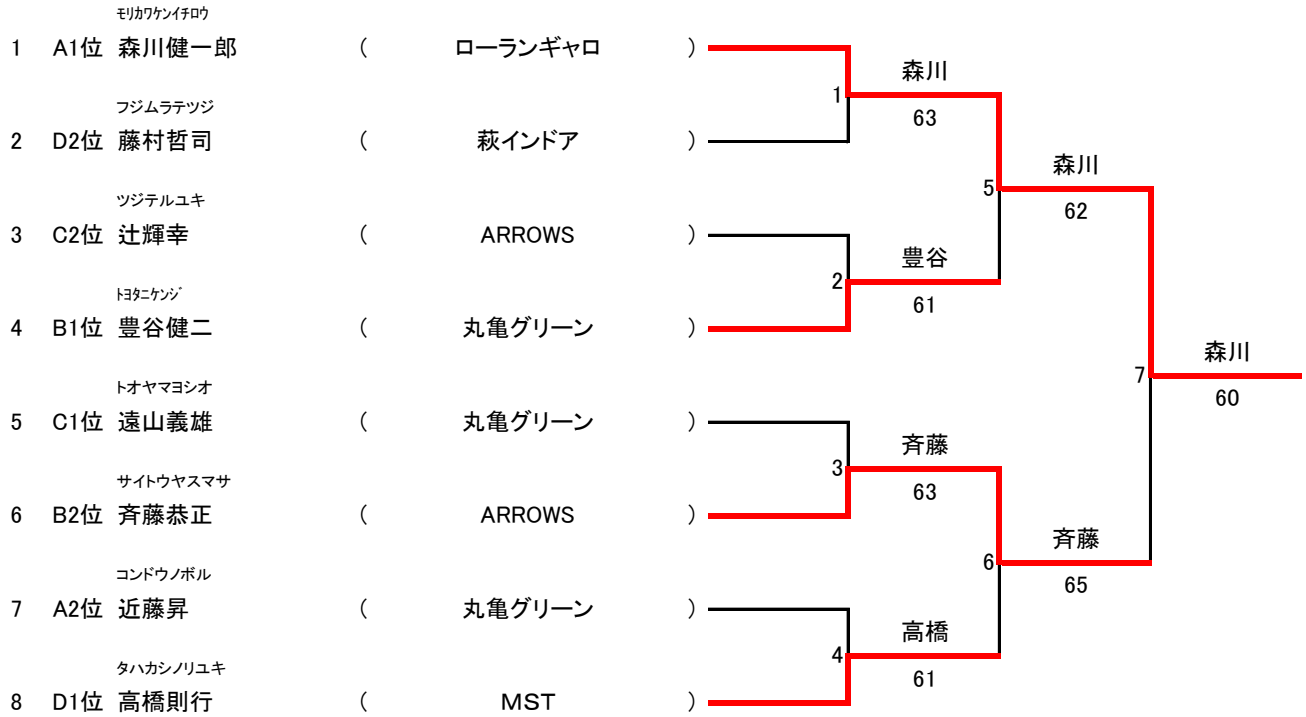 モリカワケンイチロウ
1 A1位 森川健一郎 ( ローランギャロ )
森川
1
63
フジムラテツジ
2 D2位 藤村哲司 ( 萩インドア )
森川
5
62
ツジテルユキ
3 C2位 辻輝幸 ( ARROWS )
豊谷
2
61
トヨタニケンジ
4 B1位 豊谷健二 ( 丸亀グリーン )
森川
7
60
トオヤマヨシオ
5 C1位 遠山義雄 ( 丸亀グリーン )
斉藤
3
63
サイトウヤスマサ
6 B2位 斉藤恭正 ( ARROWS )
斉藤
6
65
コンドウノボル
7 A2位 近藤昇 ( 丸亀グリーン )
高橋
4
61
タハカシノリユキ
8 D1位 高橋則行 ( MST )